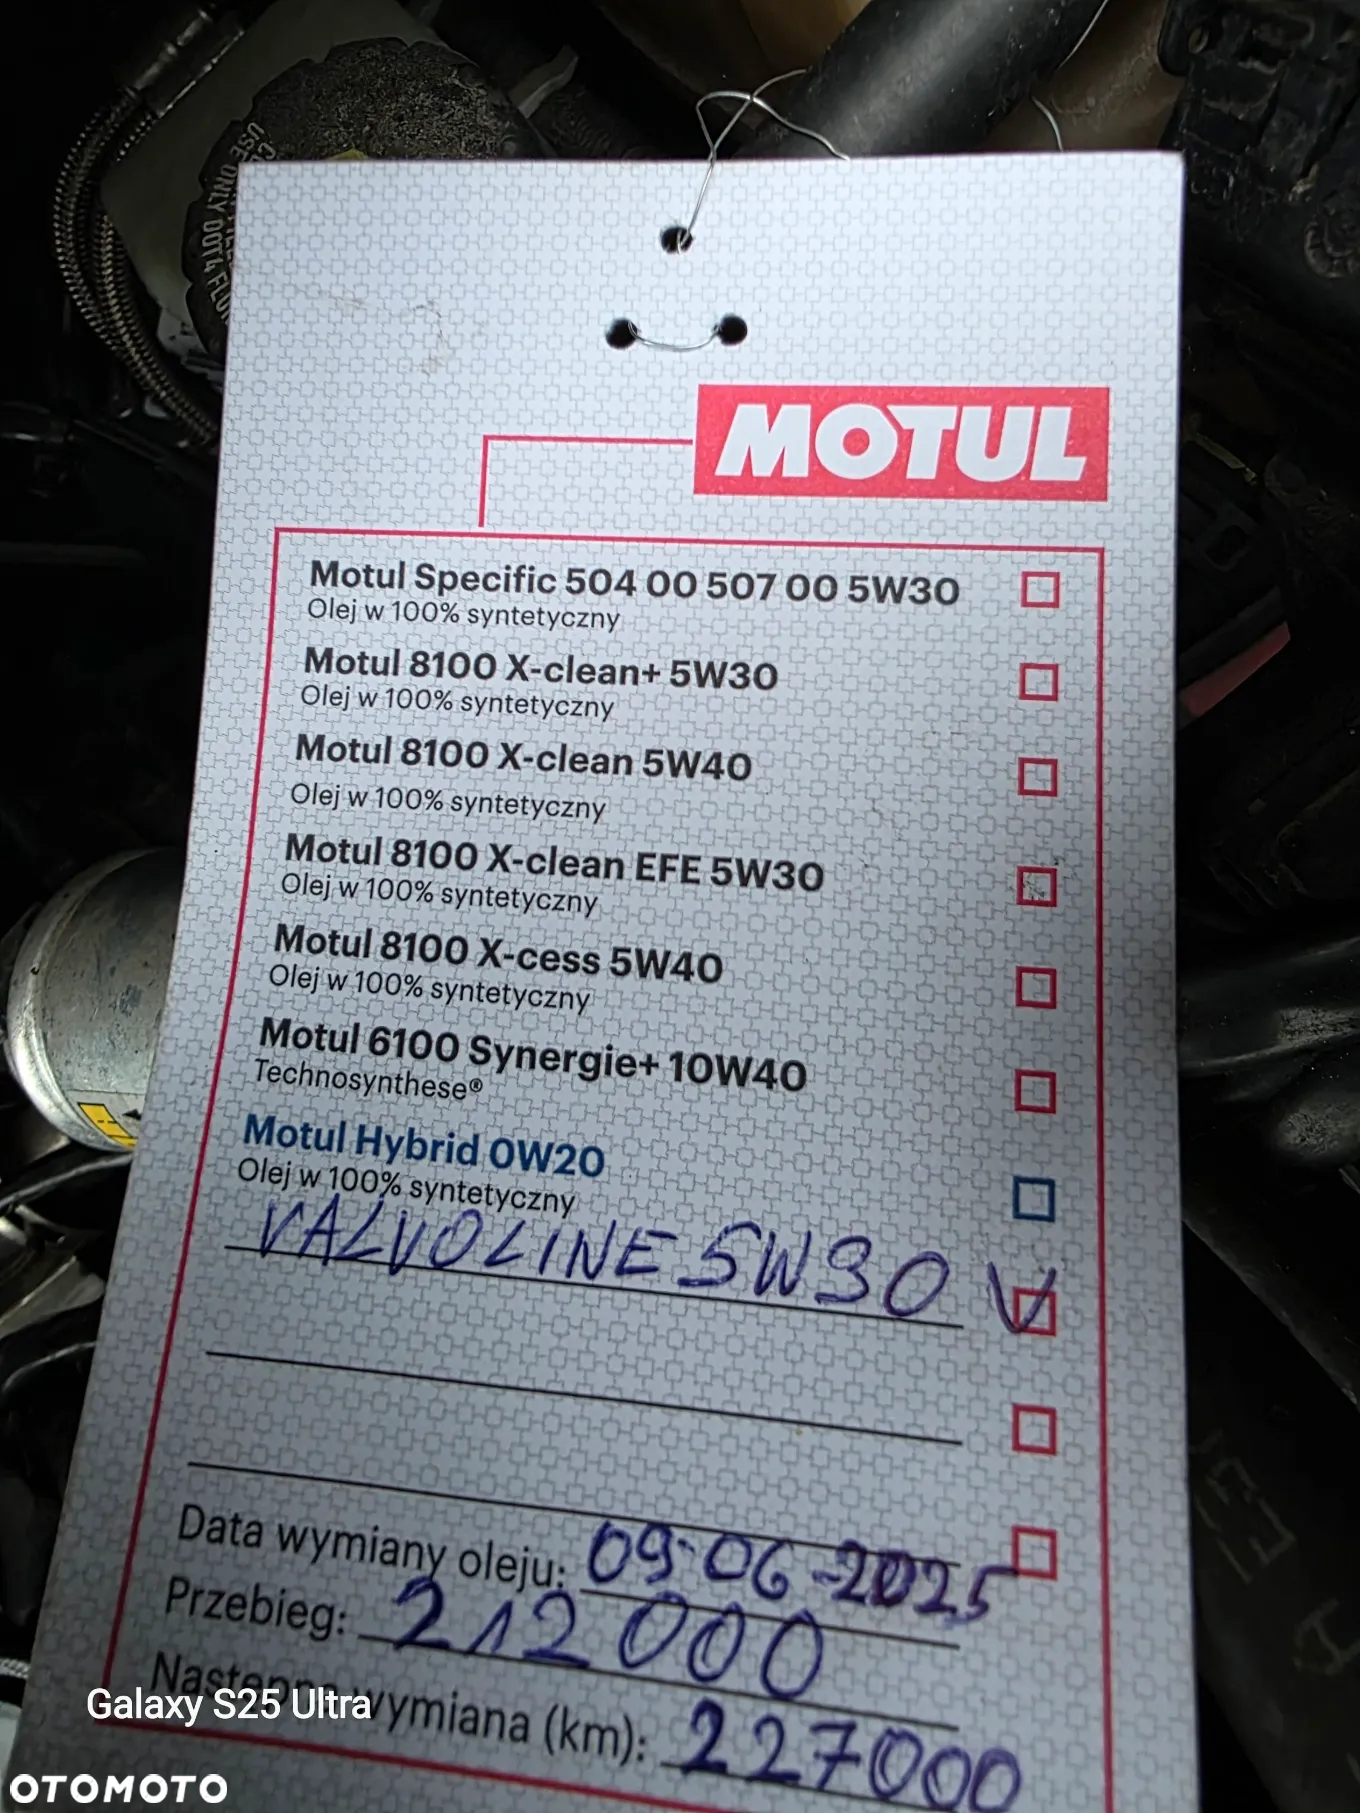 USE ONLY DOT4 FLU
MOTUL
Motul Specific 504 00 507 00 5W30
Olej w 100% syntetyczny
Motul 8100 X-clean+ 5W30
Olej w 100% syntetyczny
Motul 8100 X-clean 5W40
Olej w 100% syntetyczny
Motul 8100 X-clean EFE 5W30
Olej w 100% syntetyczny
Motul 8100 X-cess 5W40
Olej w 100% syntetyczny
Motul 6100 Synergie+ 10W40
Technosynthese®
Motul Hybrid 0W20
Olej w 100% syntetyczny
VALVOLINE 5W30 V
Data wymiany oleju: 09-06-2025
Przebieg: 212000
Następna wymiana (km): 227000
Galaxy S25 Ultra
OTOMOTO